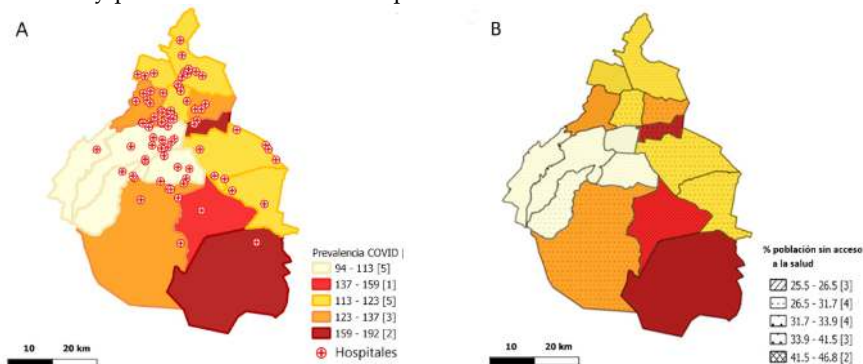 A
Prevalencia COVID |
94 - 113 [5]
137 - 159 [1]
113 - 123 [5]
123 - 137 [3]
159 - 192 [2]
Hospitales
10 20 km
B
% población sin acceso
a la salud
25.5 - 26.5 [3]
26.5 - 31.7 [4]
31.7 - 33.9 [4]
33.9 - 41.5 [3]
41.5 - 46.8 [2]
10 20 km